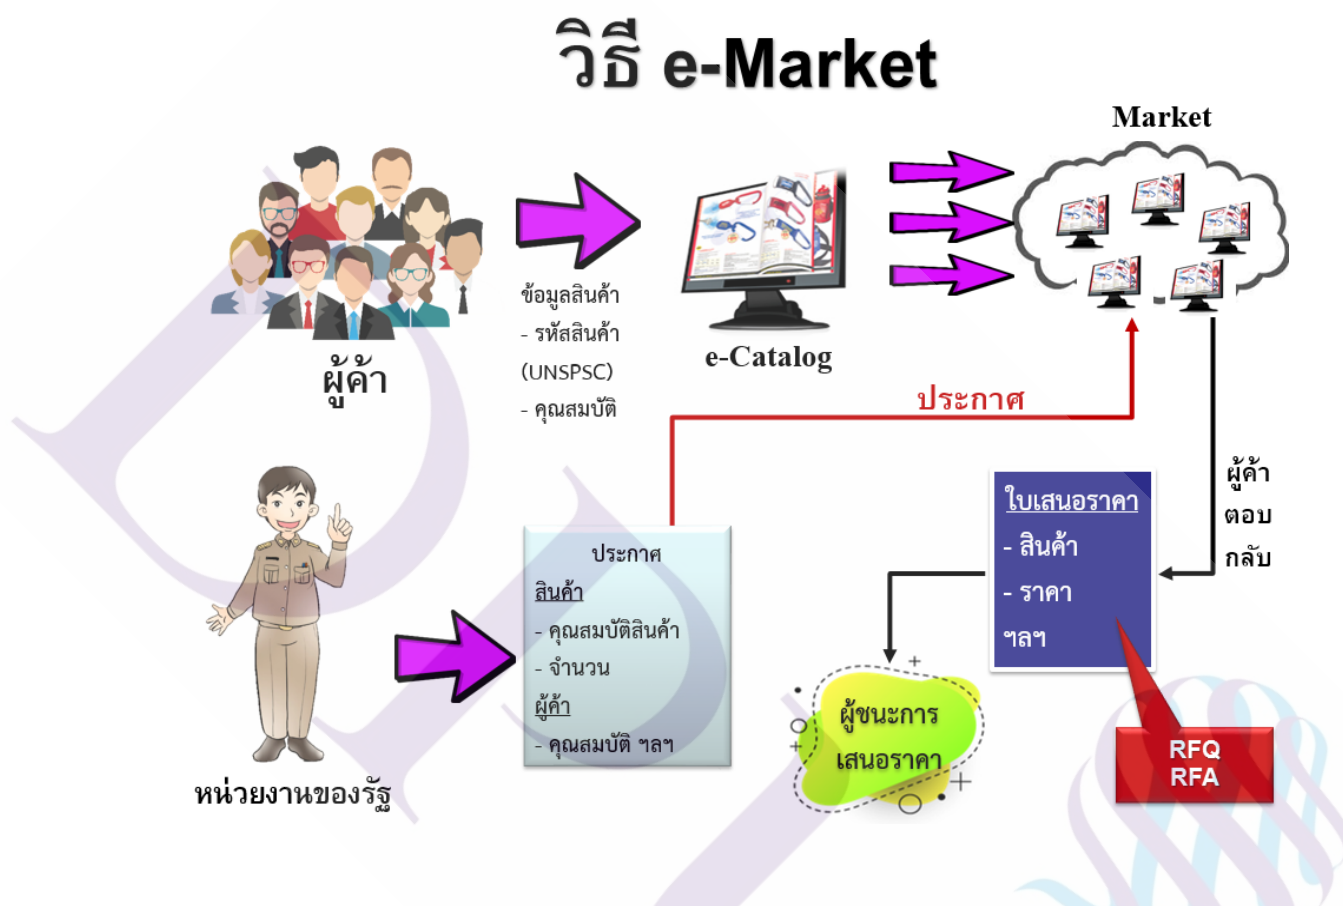 วิธี e-Market
Market
ข้อมูลสินค้า
- รหัสสินค้า
(UNSPSC)
- คุณสมบัติ
ผู้ค้า
e-Catalog
ประกาศ
ผู้ค้า
ตอบ
กลับ
ใบเสนอราคา
- สินค้า
- ราคา
ฯลฯ
ประกาศ
สินค้า
- คุณสมบัติสินค้า
- จำนวน
ผู้ค้า
- คุณสมบัติ ฯลฯ
ผู้ชนะการ
เสนอราคา
RFQ
RFA
หน่วยงานของรัฐ